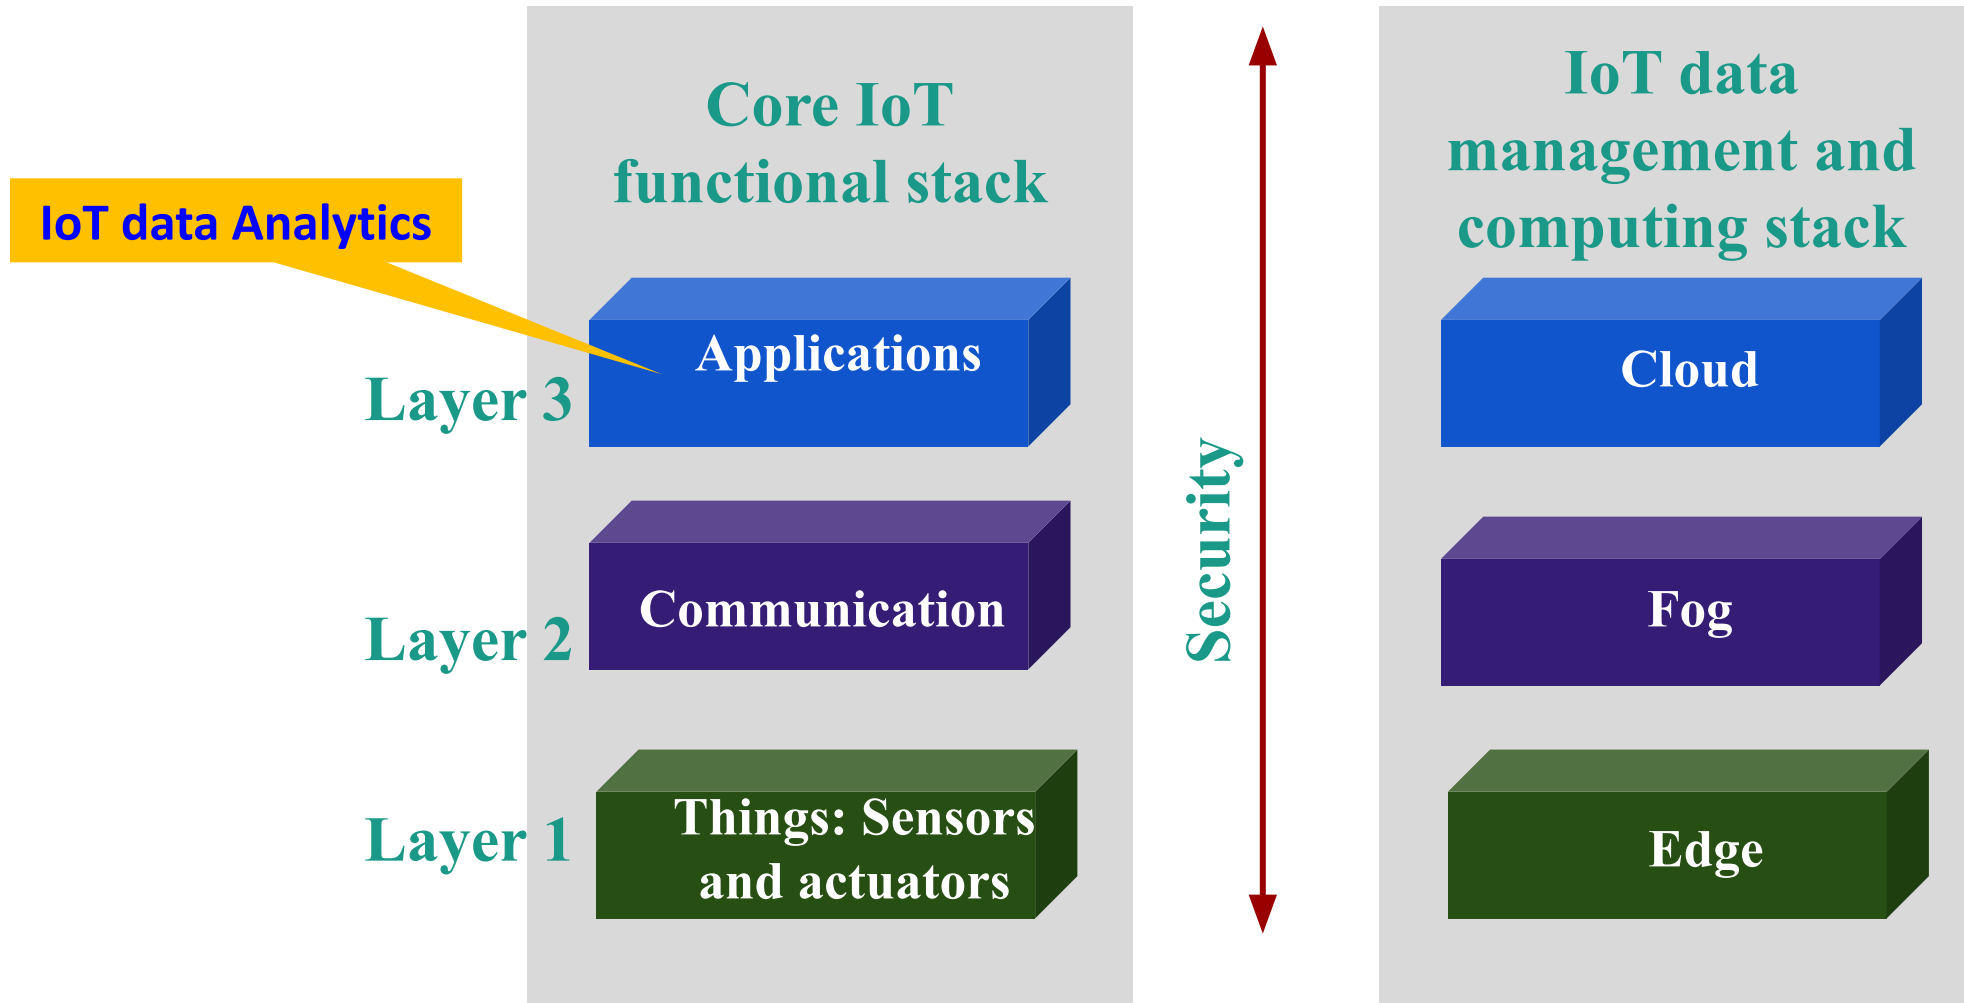 Core IoT
functional stack
IoT data Analytics
Layer 3
Applications
Layer 2
Communication
Layer 1
Things: Sensors
and actuators
Security
IoT data
management and
computing stack
Cloud
Fog
Edge